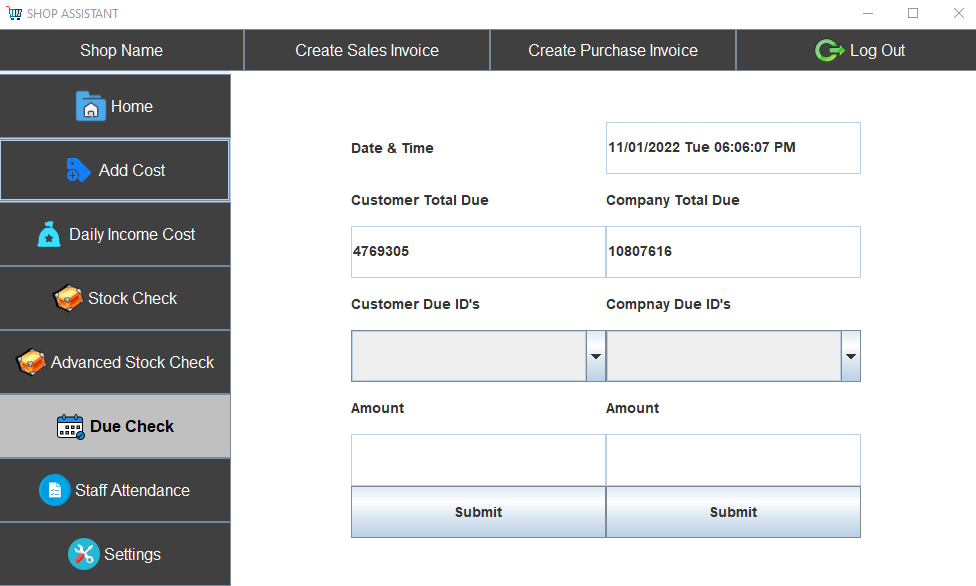 SHOP ASSISTANT
Shop Name
Create Sales Invoice
Create Purchase Invoice
Log Out
Home
Add Cost
Daily Income Cost
Stock Check
Advanced Stock Check
Due Check
Staff Attendance
Settings
Date & Time
11/01/2022 Tue 06:06:07 PM
Customer Total Due
Company Total Due
4769305
10807616
Customer Due ID's
Compnay Due ID's
Amount
Amount
Submit
Submit